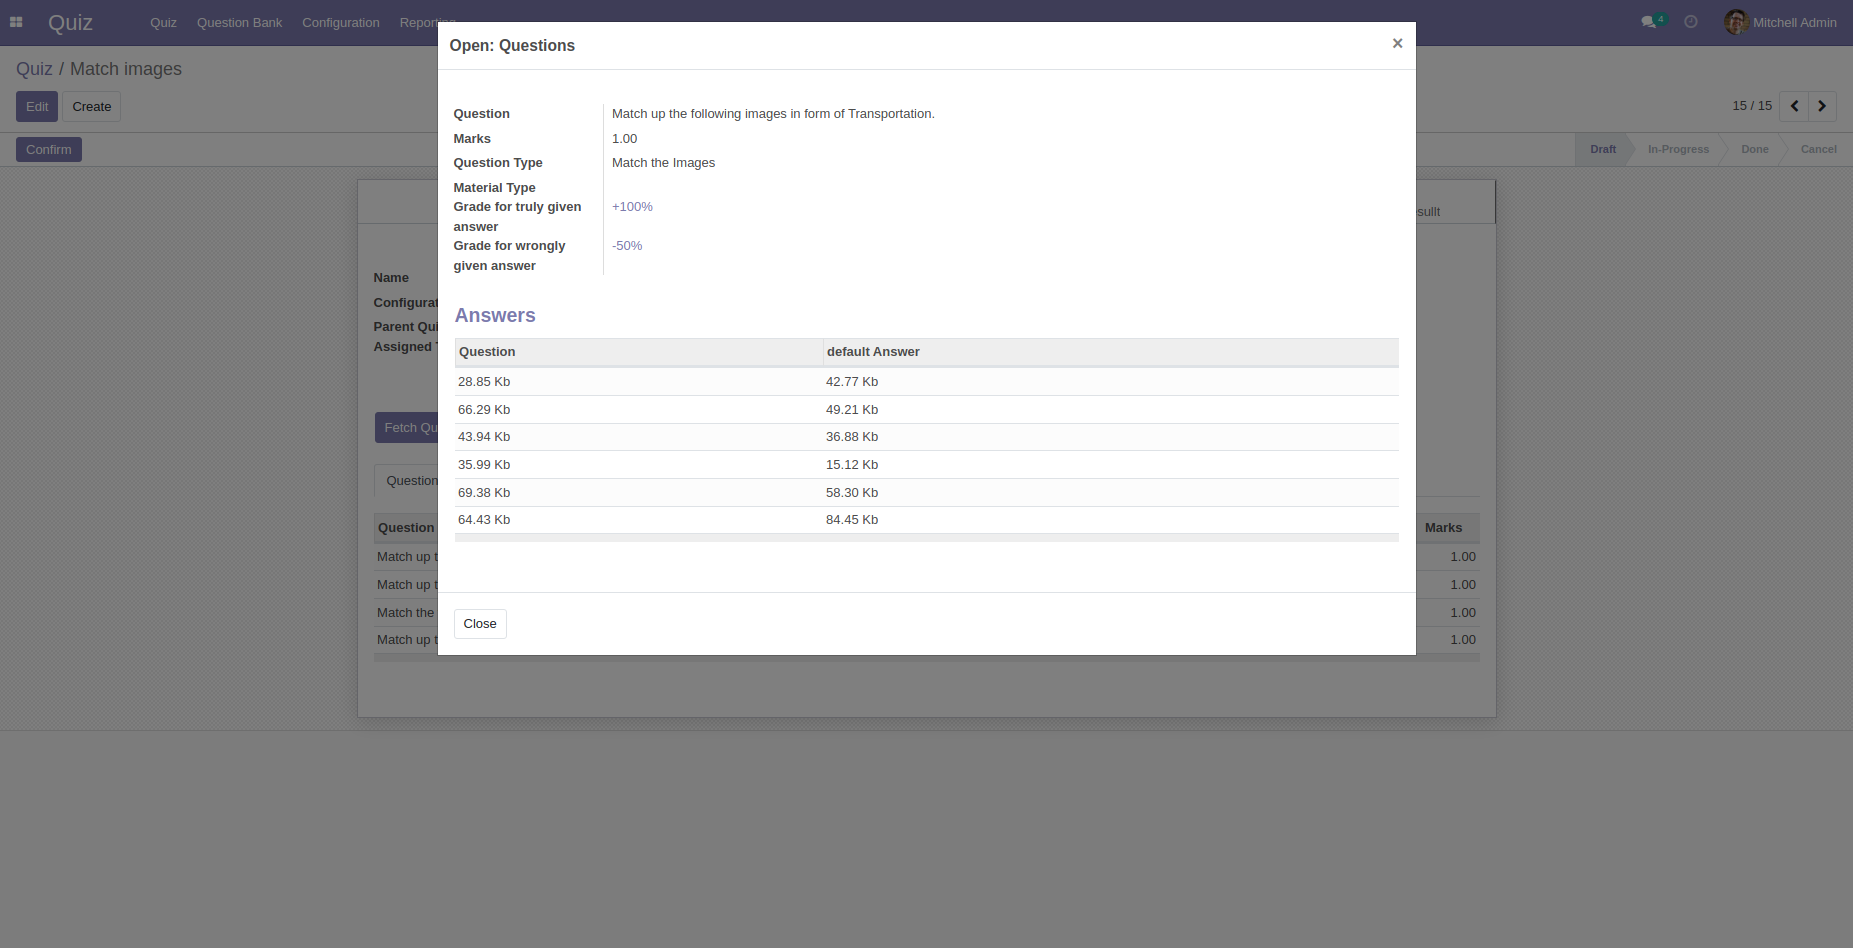 Quiz Quiz Question Bank Configuration Reporting 4 Mitchell Admin
Quiz / Match images
Edit Create 15 / 15
Confirm Draft In-Progress Done Cancel
Open: Questions ×
Question Match up the following images in form of Transportation.
Marks 1.00
Question Type Match the Images
Material Type
Grade for truly given answer +100%
Grade for wrongly given answer -50%
Answers
Question default Answer
28.85 Kb 42.77 Kb
66.29 Kb 49.21 Kb
43.94 Kb 36.88 Kb
35.99 Kb 15.12 Kb
69.38 Kb 58.30 Kb
64.43 Kb 84.45 Kb
Close
Name
Parent
Assigned
Fetch
Question
Question Marks
Match up 1.00
Match up 1.00
Match the 1.00
Match up 1.00